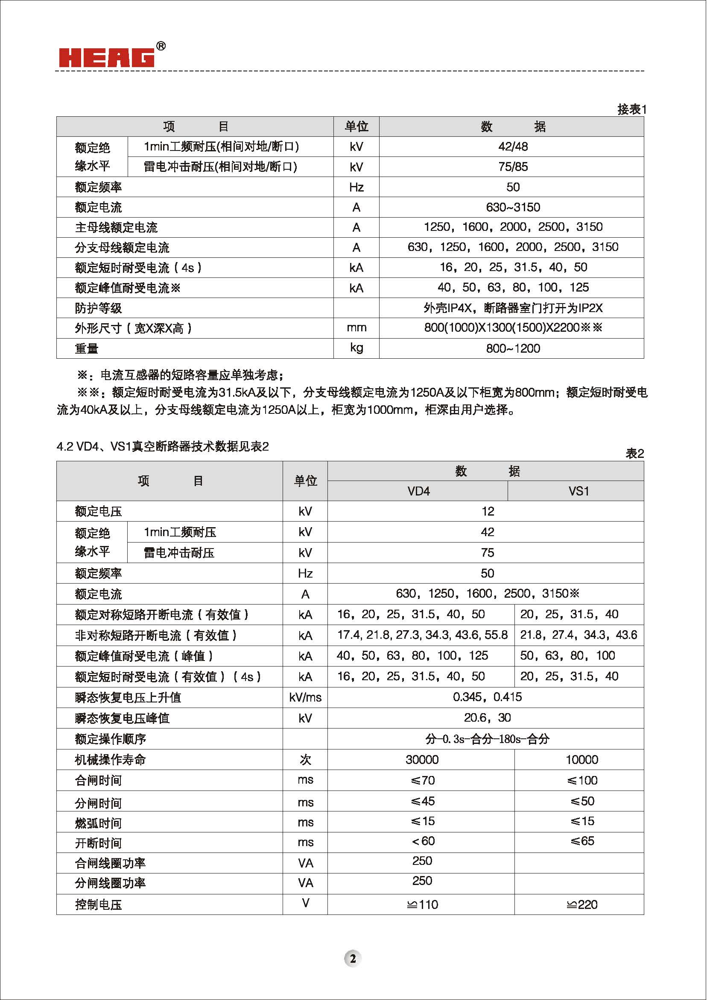 HEAG®
接表1
项 目 单位 数 据
额定绝缘水平 1min工频耐压(相间对地/断口) kV 42/48
雷电冲击耐压(相间对地/断口) kV 75/85
额定频率 Hz 50
额定电流 A 630~3150
主母线额定电流 A 1250，1600，2000，2500，3150
分支母线额定电流 A 630，1250，1600，2000，2500，3150
额定短时耐受电流（4s） kA 16，20，25，31.5，40，50
额定峰值耐受电流※ kA 40，50，63，80，100，125
防护等级 外壳IP4X，断路器室门打开为IP2X
外形尺寸（宽X深X高） mm 800(1000)X1300(1500)X2200※※
重量 kg 800~1200
※：电流互感器的短路容量应单独考虑；
※※：额定短时耐受电流为31.5kA及以下，分支母线额定电流为1250A及以下柜宽为800mm；额定短时耐受电
流为40kA及以上，分支母线额定电流为1250A以上，柜宽为1000mm，柜深由用户选择。
4.2 VD4、VS1真空断路器技术数据见表2
表2
项 目 单位 数 据
VD4 VS1
额定电压 kV 12
额定绝缘水平 1min工频耐压 kV 42
雷电冲击耐压 kV 75
额定频率 Hz 50
额定电流 A 630，1250，1600，2500，3150※
额定对称短路开断电流（有效值） kA 16，20，25，31.5，40，50 20，25，31.5，40
非对称短路开断电流（有效值） kA 17.4, 21.8, 27.3, 34.3, 43.6, 55.8 21.8，27.4，34.3，43.6
额定峰值耐受电流（峰值） kA 40，50，63，80，100，125 50，63，80，100
额定短时耐受电流（有效值）（4s） kA 16，20，25，31.5，40，50 20，25，31.5，40
瞬态恢复电压上升值 kV/ms 0.345，0.415
瞬态恢复电压峰值 kV 20.6，30
额定操作顺序 分-0.3s-合分-180s-合分
机械操作寿命 次 30000 10000
合闸时间 ms ≤70 ≤100
分闸时间 ms ≤45 ≤50
燃弧时间 ms ≤15 ≤15
开断时间 ms <60 ≤65
合闸线圈功率 VA 250
分闸线圈功率 VA 250
控制电压 V ≌110 ≌220
2